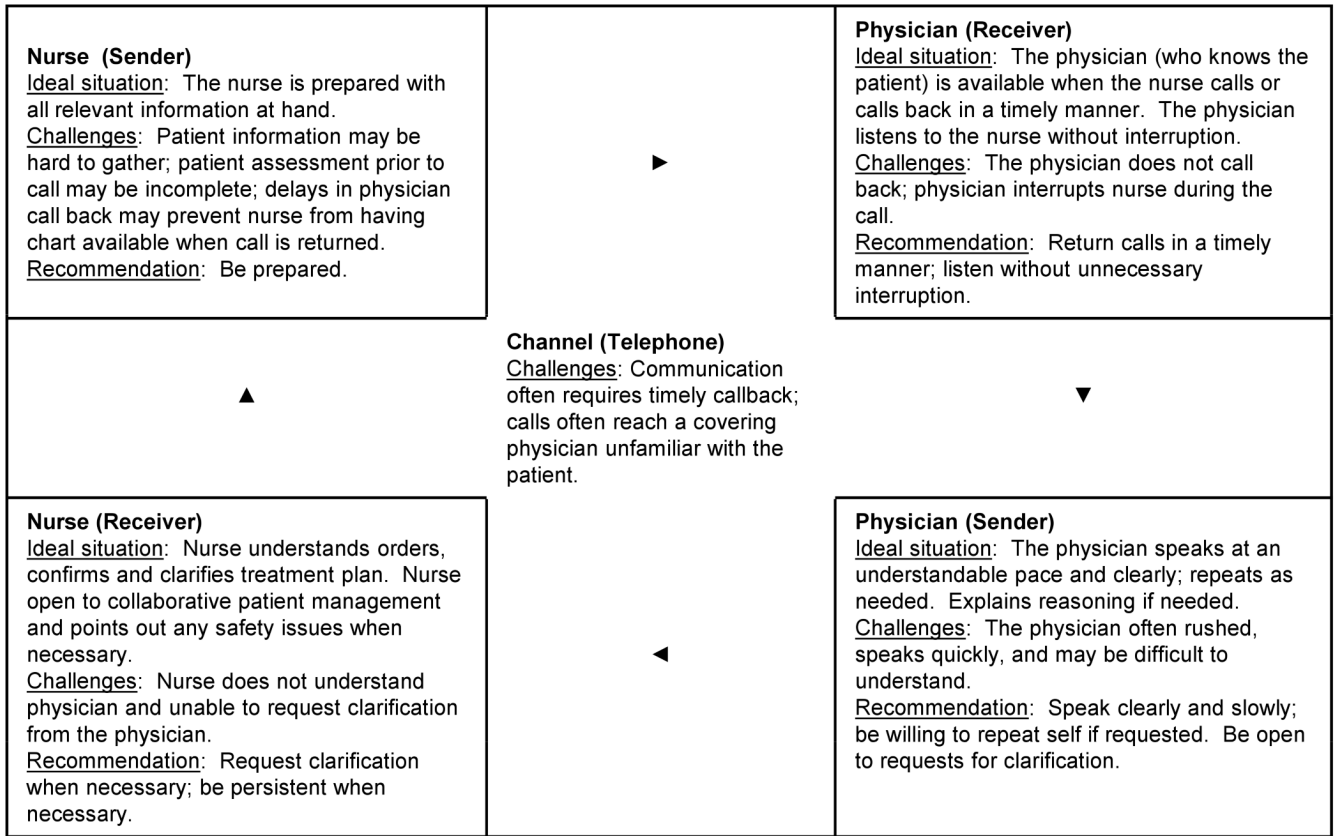 Nurse (Sender)
Ideal situation: The nurse is prepared with
all relevant information at hand.
Challenges: Patient information may be
hard to gather; patient assessment prior to
call may be incomplete; delays in physician
call back may prevent nurse from having
chart available when call is returned.
Recommendation: Be prepared.
►
Physician (Receiver)
Ideal situation: The physician (who knows the
patient) is available when the nurse calls or
calls back in a timely manner. The physician
listens to the nurse without interruption.
Challenges: The physician does not call
back; physician interrupts nurse during the
call.
Recommendation: Return calls in a timely
manner; listen without unnecessary
interruption.
▲
Channel (Telephone)
Challenges: Communication
often requires timely callback;
calls often reach a covering
physician unfamiliar with the
patient.
▼
Nurse (Receiver)
Ideal situation: Nurse understands orders,
confirms and clarifies treatment plan. Nurse
open to collaborative patient management
and points out any safety issues when
necessary.
Challenges: Nurse does not understand
physician and unable to request clarification
from the physician.
Recommendation: Request clarification
when necessary; be persistent when
necessary.
◄
Physician (Sender)
Ideal situation: The physician speaks at an
understandable pace and clearly; repeats as
needed. Explains reasoning if needed.
Challenges: The physician often rushed,
speaks quickly, and may be difficult to
understand.
Recommendation: Speak clearly and slowly;
be willing to repeat self if requested. Be open
to requests for clarification.